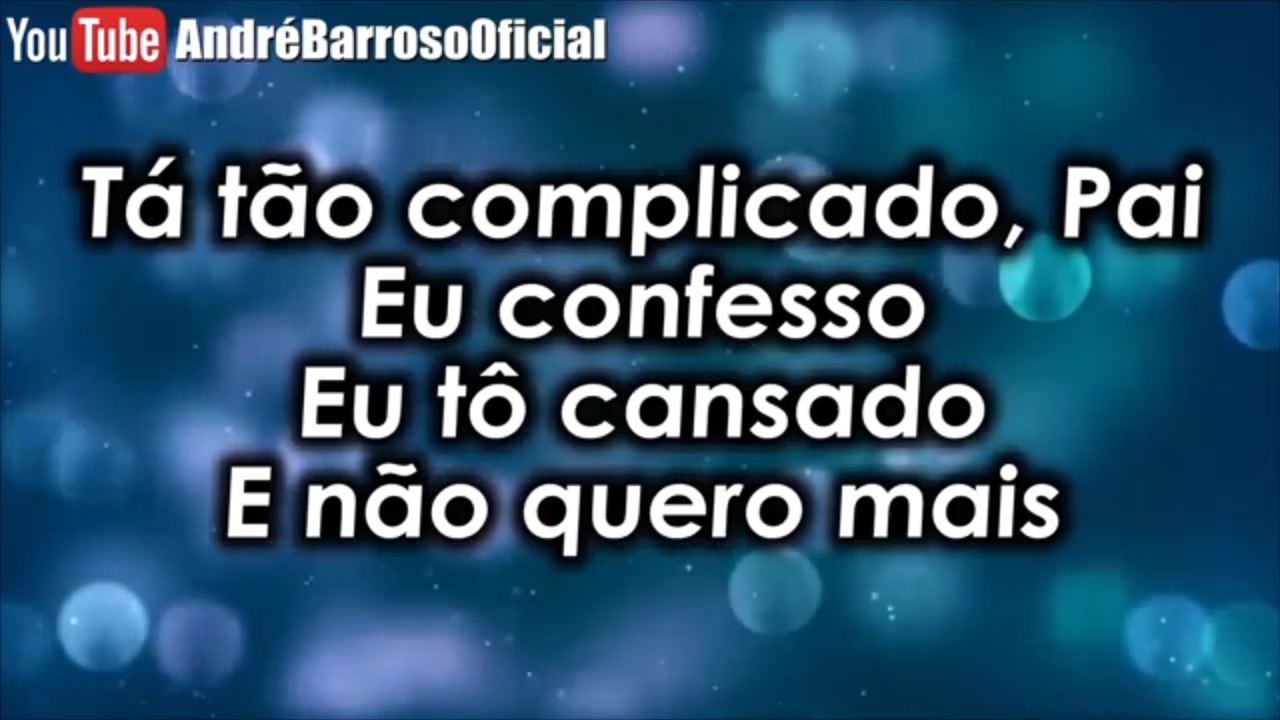 YouTube AndréBarrosoOficial
Tá tão complicado, Pai
Eu confesso
Eu tô cansado
E não quero mais